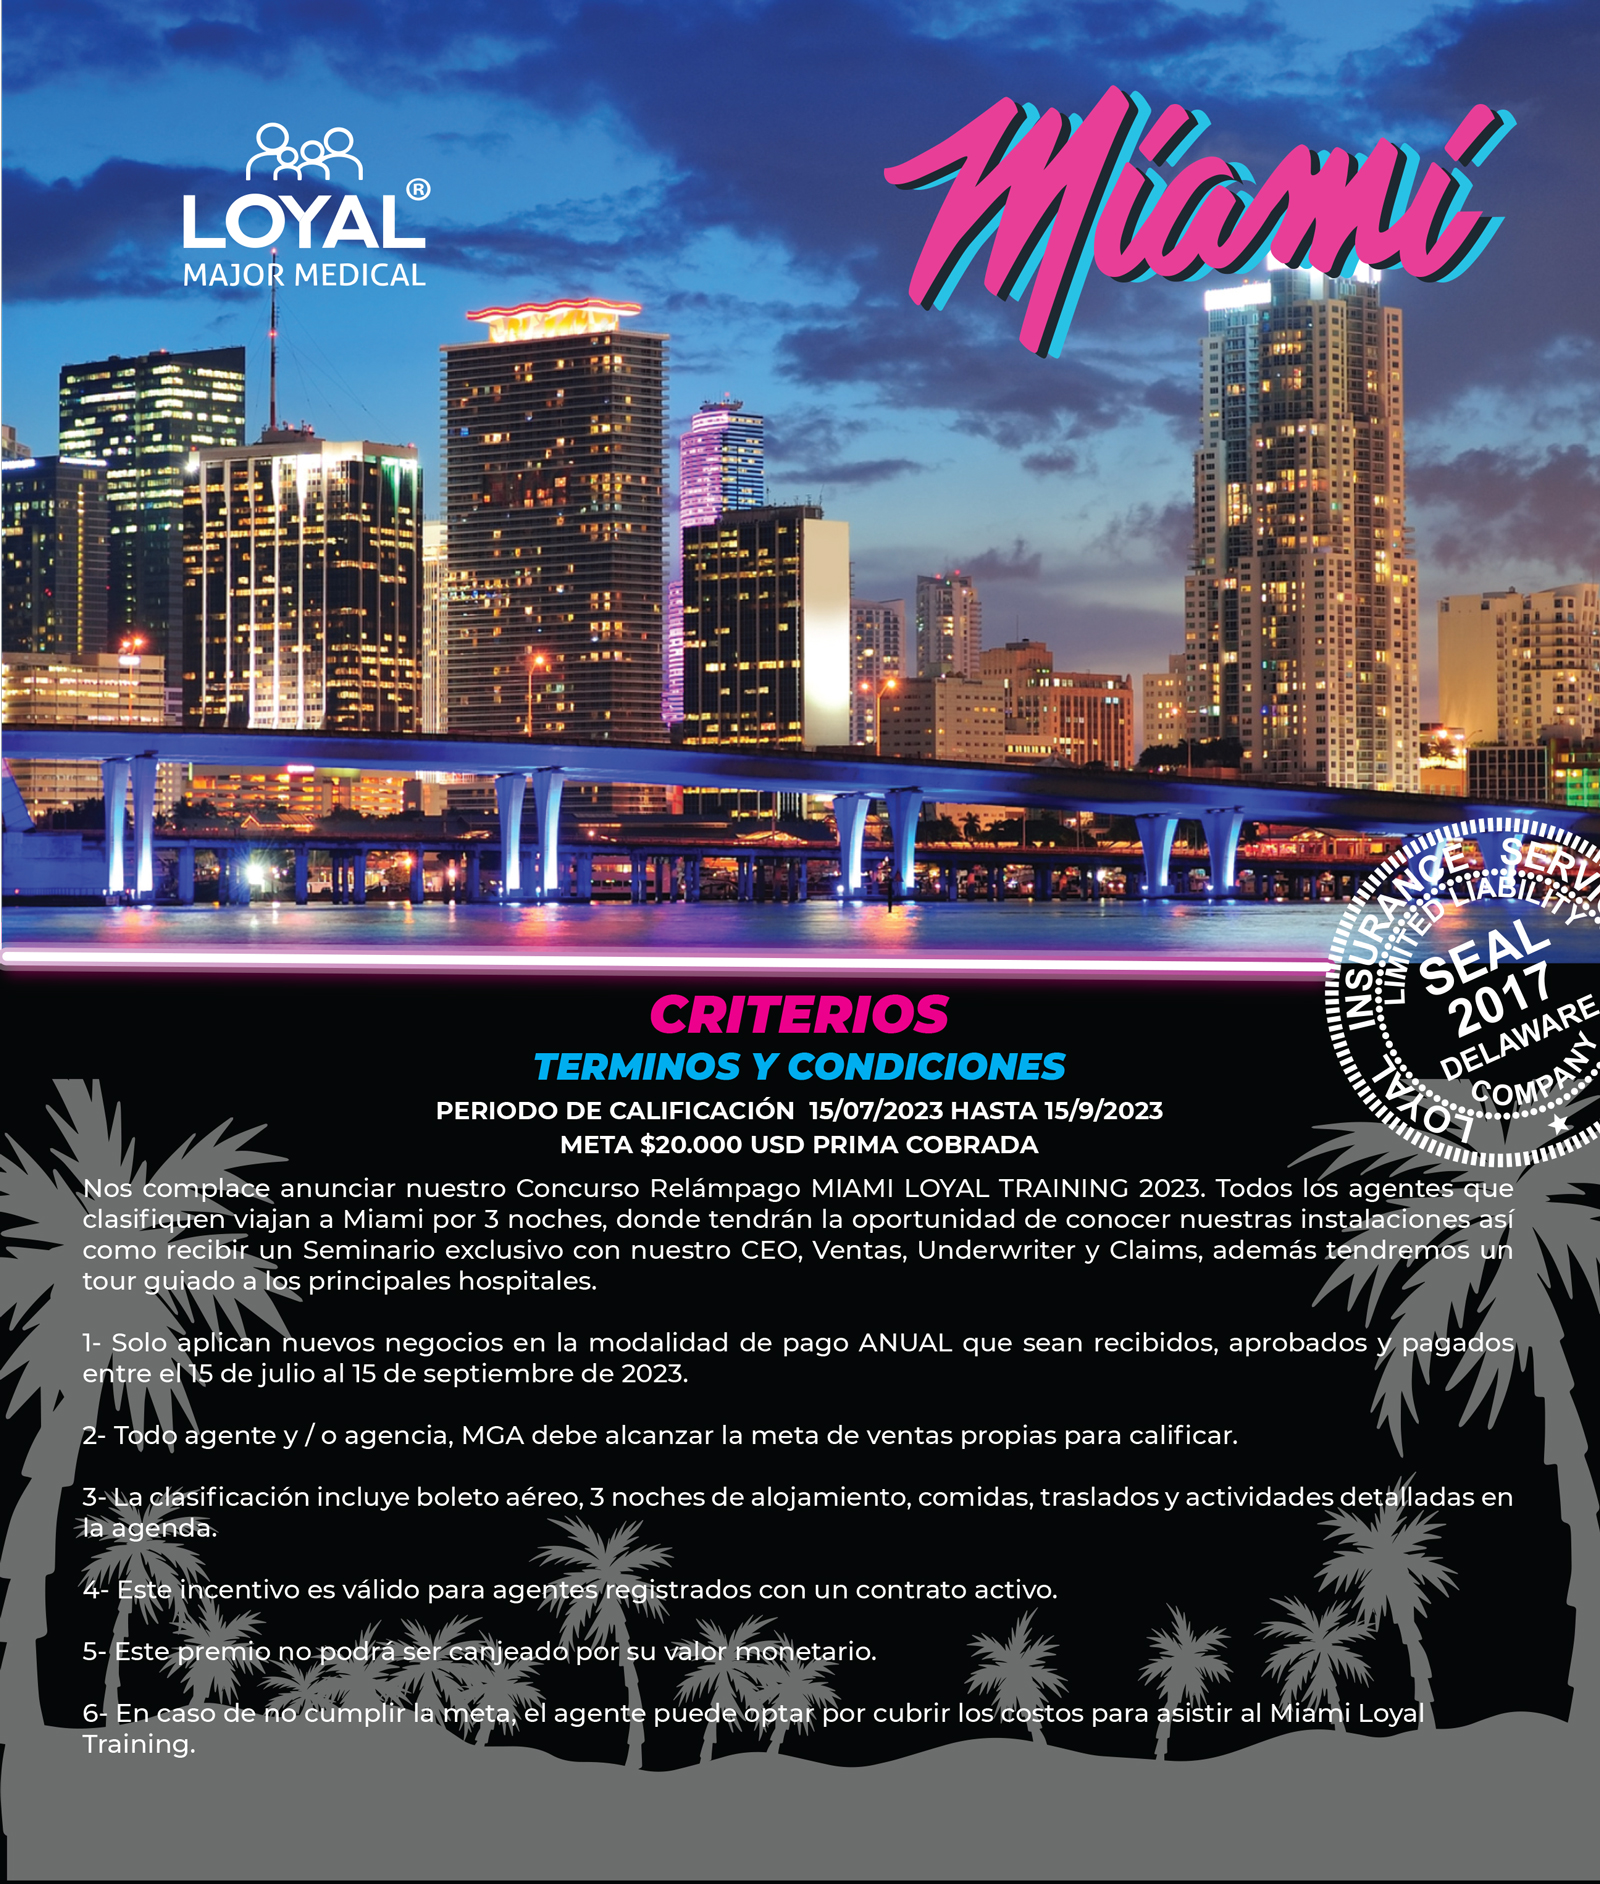 Miami
LOYAL®
MAJOR MEDICAL
LOYAL INSURANCE SERVI
LIMITED LIABILITY
SEAL
2017
DELAWARE
COMPANY
CRITERIOS
TERMINOS Y CONDICIONES
PERIODO DE CALIFICACIÓN 15/07/2023 HASTA 15/9/2023
META $20.000 USD PRIMA COBRADA
Nos complace anunciar nuestro Concurso Relámpago MIAMI LOYAL TRAINING 2023. Todos los agentes que
clasifiquen viajan a Miami por 3 noches, donde tendrán la oportunidad de conocer nuestras instalaciones así
como recibir un Seminario exclusivo con nuestro CEO, Ventas, Underwriter y Claims, además tendremos un
tour guiado a los principales hospitales.
1- Solo aplican nuevos negocios en la modalidad de pago ANUAL que sean recibidos, aprobados y pagados
entre el 15 de julio al 15 de septiembre de 2023.
2- Todo agente y / o agencia, MGA debe alcanzar la meta de ventas propias para calificar.
3- La clasificación incluye boleto aéreo, 3 noches de alojamiento, comidas, traslados y actividades detalladas en
la agenda.
4- Este incentivo es válido para agentes registrados con un contrato activo.
5- Este premio no podrá ser canjeado por su valor monetario.
6- En caso de no cumplir la meta, el agente puede optar por cubrir los costos para asistir al Miami Loyal
Training.